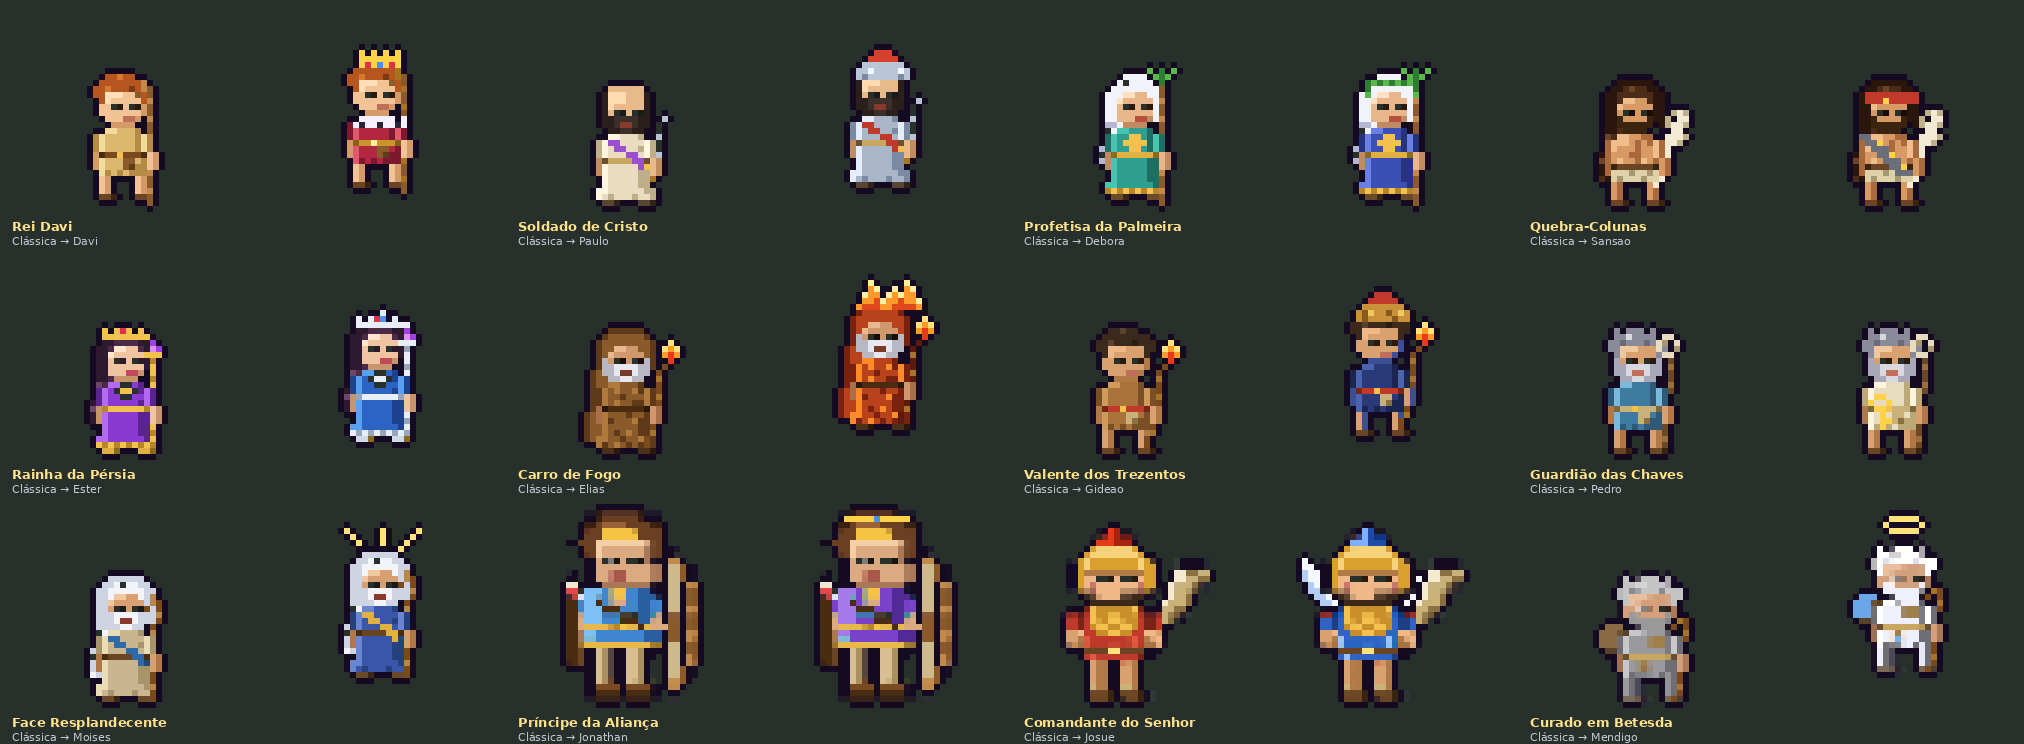 Rei Davi
Clássica → Davi
Soldado de Cristo
Clássica → Paulo
Profetisa da Palmeira
Clássica → Debora
Quebra-Colunas
Clássica → Sansao
Rainha da Pérsia
Clássica → Ester
Carro de Fogo
Clássica → Elias
Valente dos Trezentos
Clássica → Gideao
Guardião das Chaves
Clássica → Pedro
Face Resplandecente
Clássica → Moises
Príncipe da Aliança
Clássica → Jonathan
Comandante do Senhor
Clássica → Josue
Curado em Betesda
Clássica → Mendigo